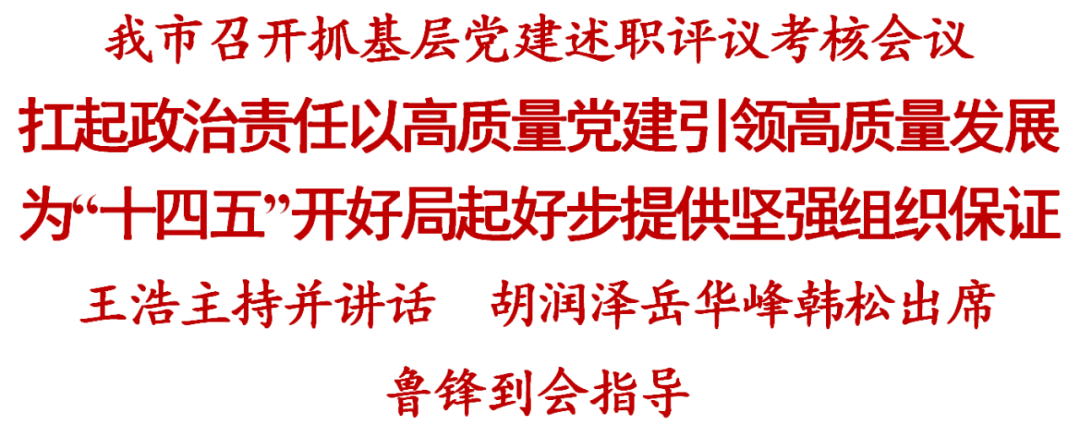 我市召开抓基层党建述职评议考核会议
扛起政治责任以高质量党建引领高质量发展
为“十四五”开好局起好步提供坚强组织保证
王浩主持并讲话　胡润泽岳华峰韩松出席
鲁锋到会指导